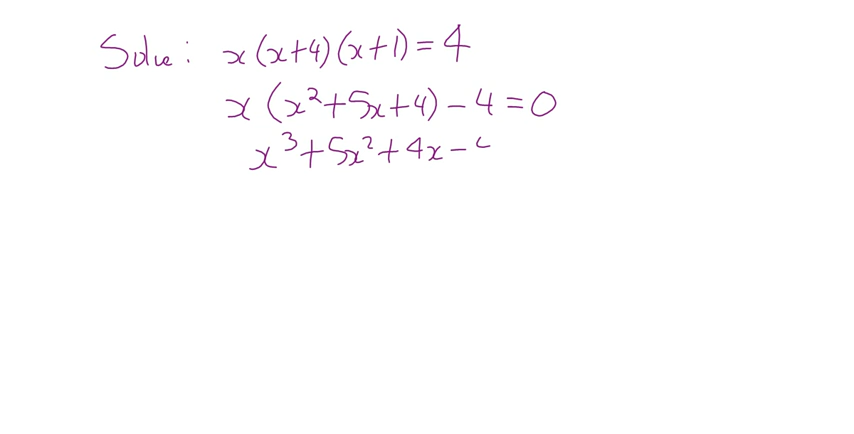 Solve: x(x+4)(x+1)=4
x(x²+5x+4)-4=0
x³+5x²+4x-